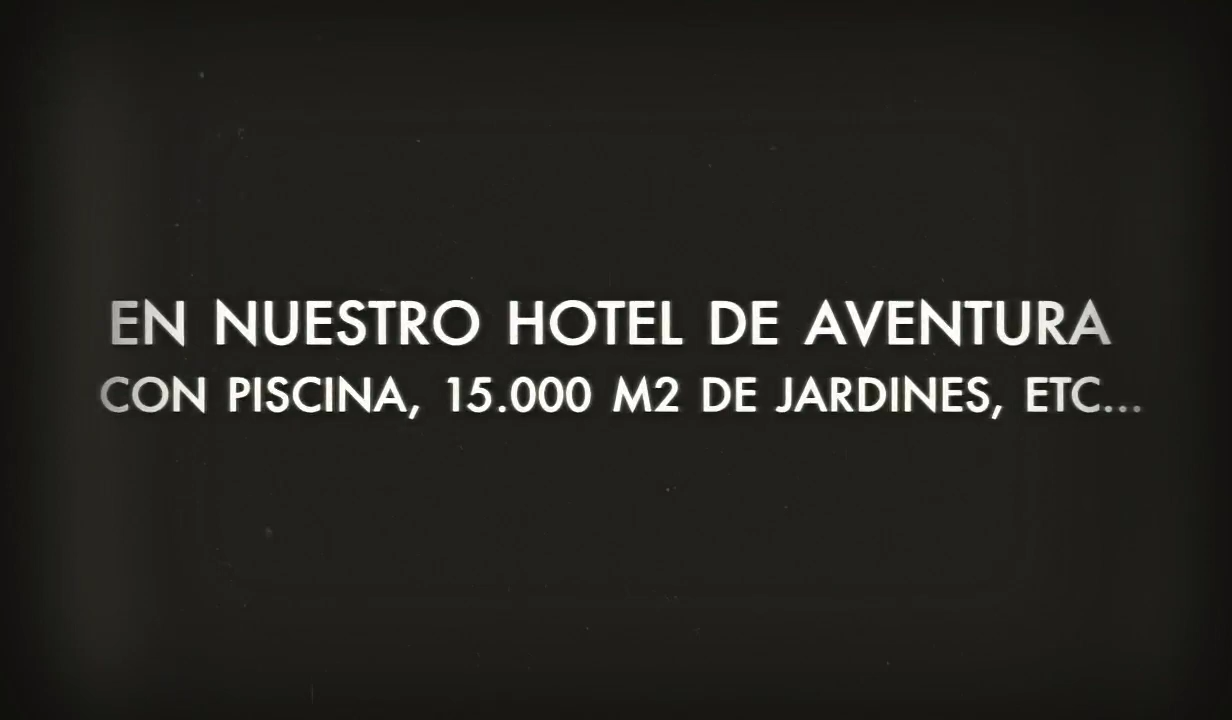 EN NUESTRO HOTEL DE AVENTURA
CON PISCINA, 15.000 M2 DE JARDINES, ETC...